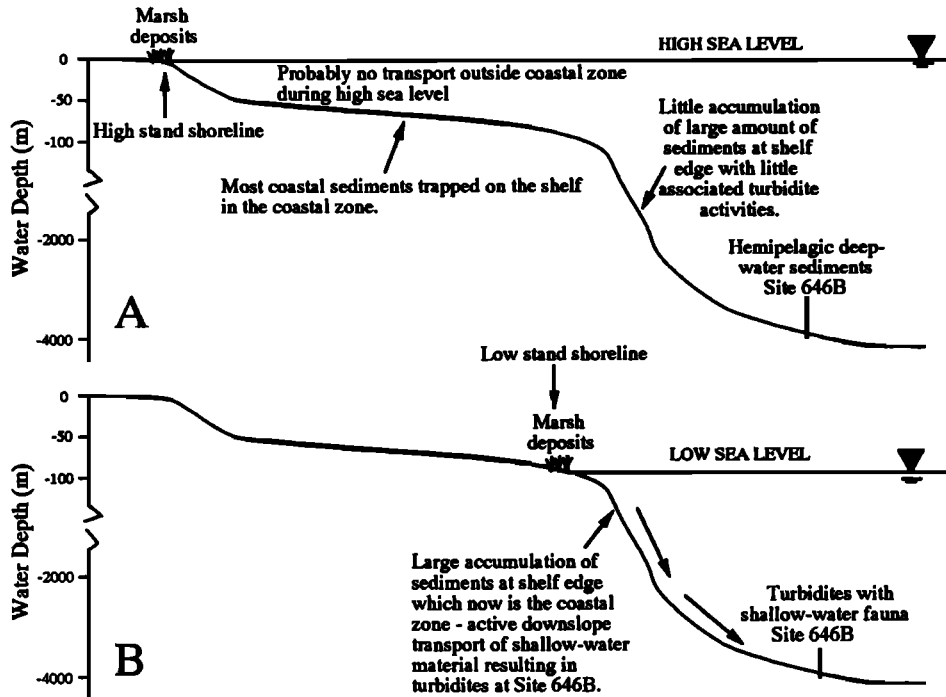 Marsh
deposits
HIGH SEA LEVEL
0
Probably no transport outside coastal zone
during high sea level
-50
High stand shoreline
-100
Little accumulation
of large amount of
sediments at shelf
edge with little
associated turbidite
activities.
Most coastal sediments trapped on the shelf
in the coastal zone.
Water Depth (m)
-2000
Hemipelagic deep-
water sediments
Site 646B
A
-4000
Low stand shoreline
0
Marsh
deposits
-50
LOW SEA LEVEL
-100
Water Depth (m)
Large accumulation of
sediments at shelf edge
which now is the coastal
zone - active downslope
transport of shallow-water
material resulting in
turbidites at Site 646B.
-2000
Turbidites with
shallow-water fauna
Site 646B
B
-4000